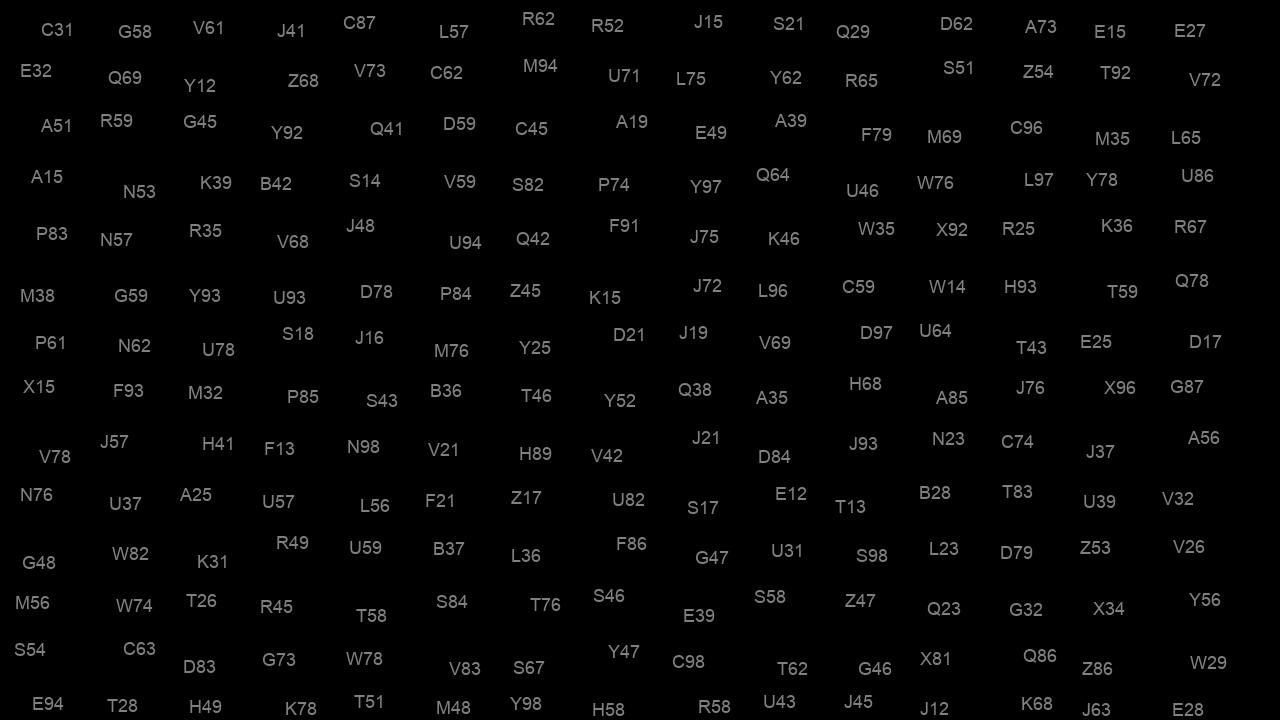 C31 G58 V61 J41 C87 L57 R62 R52 J15 S21 Q29 D62 A73 E15 E27
E32 Q69 Y12 Z68 V73 C62 M94 U71 L75 Y62 R65 S51 Z54 T92 V72
A51 R59 G45 Y92 Q41 D59 C45 A19 E49 A39 F79 M69 C96 M35 L65
A15 N53 K39 B42 S14 V59 S82 P74 Y97 Q64 U46 W76 L97 Y78 U86
P83 N57 R35 V68 J48 U94 Q42 F91 J75 K46 W35 X92 R25 K36 R67
M38 G59 Y93 U93 D78 P84 Z45 K15 J72 L96 C59 W14 H93 T59 Q78
P61 N62 U78 S18 J16 M76 Y25 D21 J19 V69 D97 U64 T43 E25 D17
X15 F93 M32 P85 S43 B36 T46 Y52 Q38 A35 H68 A85 J76 X96 G87
V78 J57 H41 F13 N98 V21 H89 V42 J21 D84 J93 N23 C74 J37 A56
N76 U37 A25 U57 L56 F21 Z17 U82 S17 E12 T13 B28 T83 U39 V32
G48 W82 K31 R49 U59 B37 L36 F86 G47 U31 S98 L23 D79 Z53 V26
M56 W74 T26 R45 T58 S84 T76 S46 E39 S58 Z47 Q23 G32 X34 Y56
S54 C63 D83 G73 W78 V83 S67 Y47 C98 T62 G46 X81 Q86 Z86 W29
E94 T28 H49 K78 T51 M48 Y98 H58 R58 U43 J45 J12 K68 J63 E28